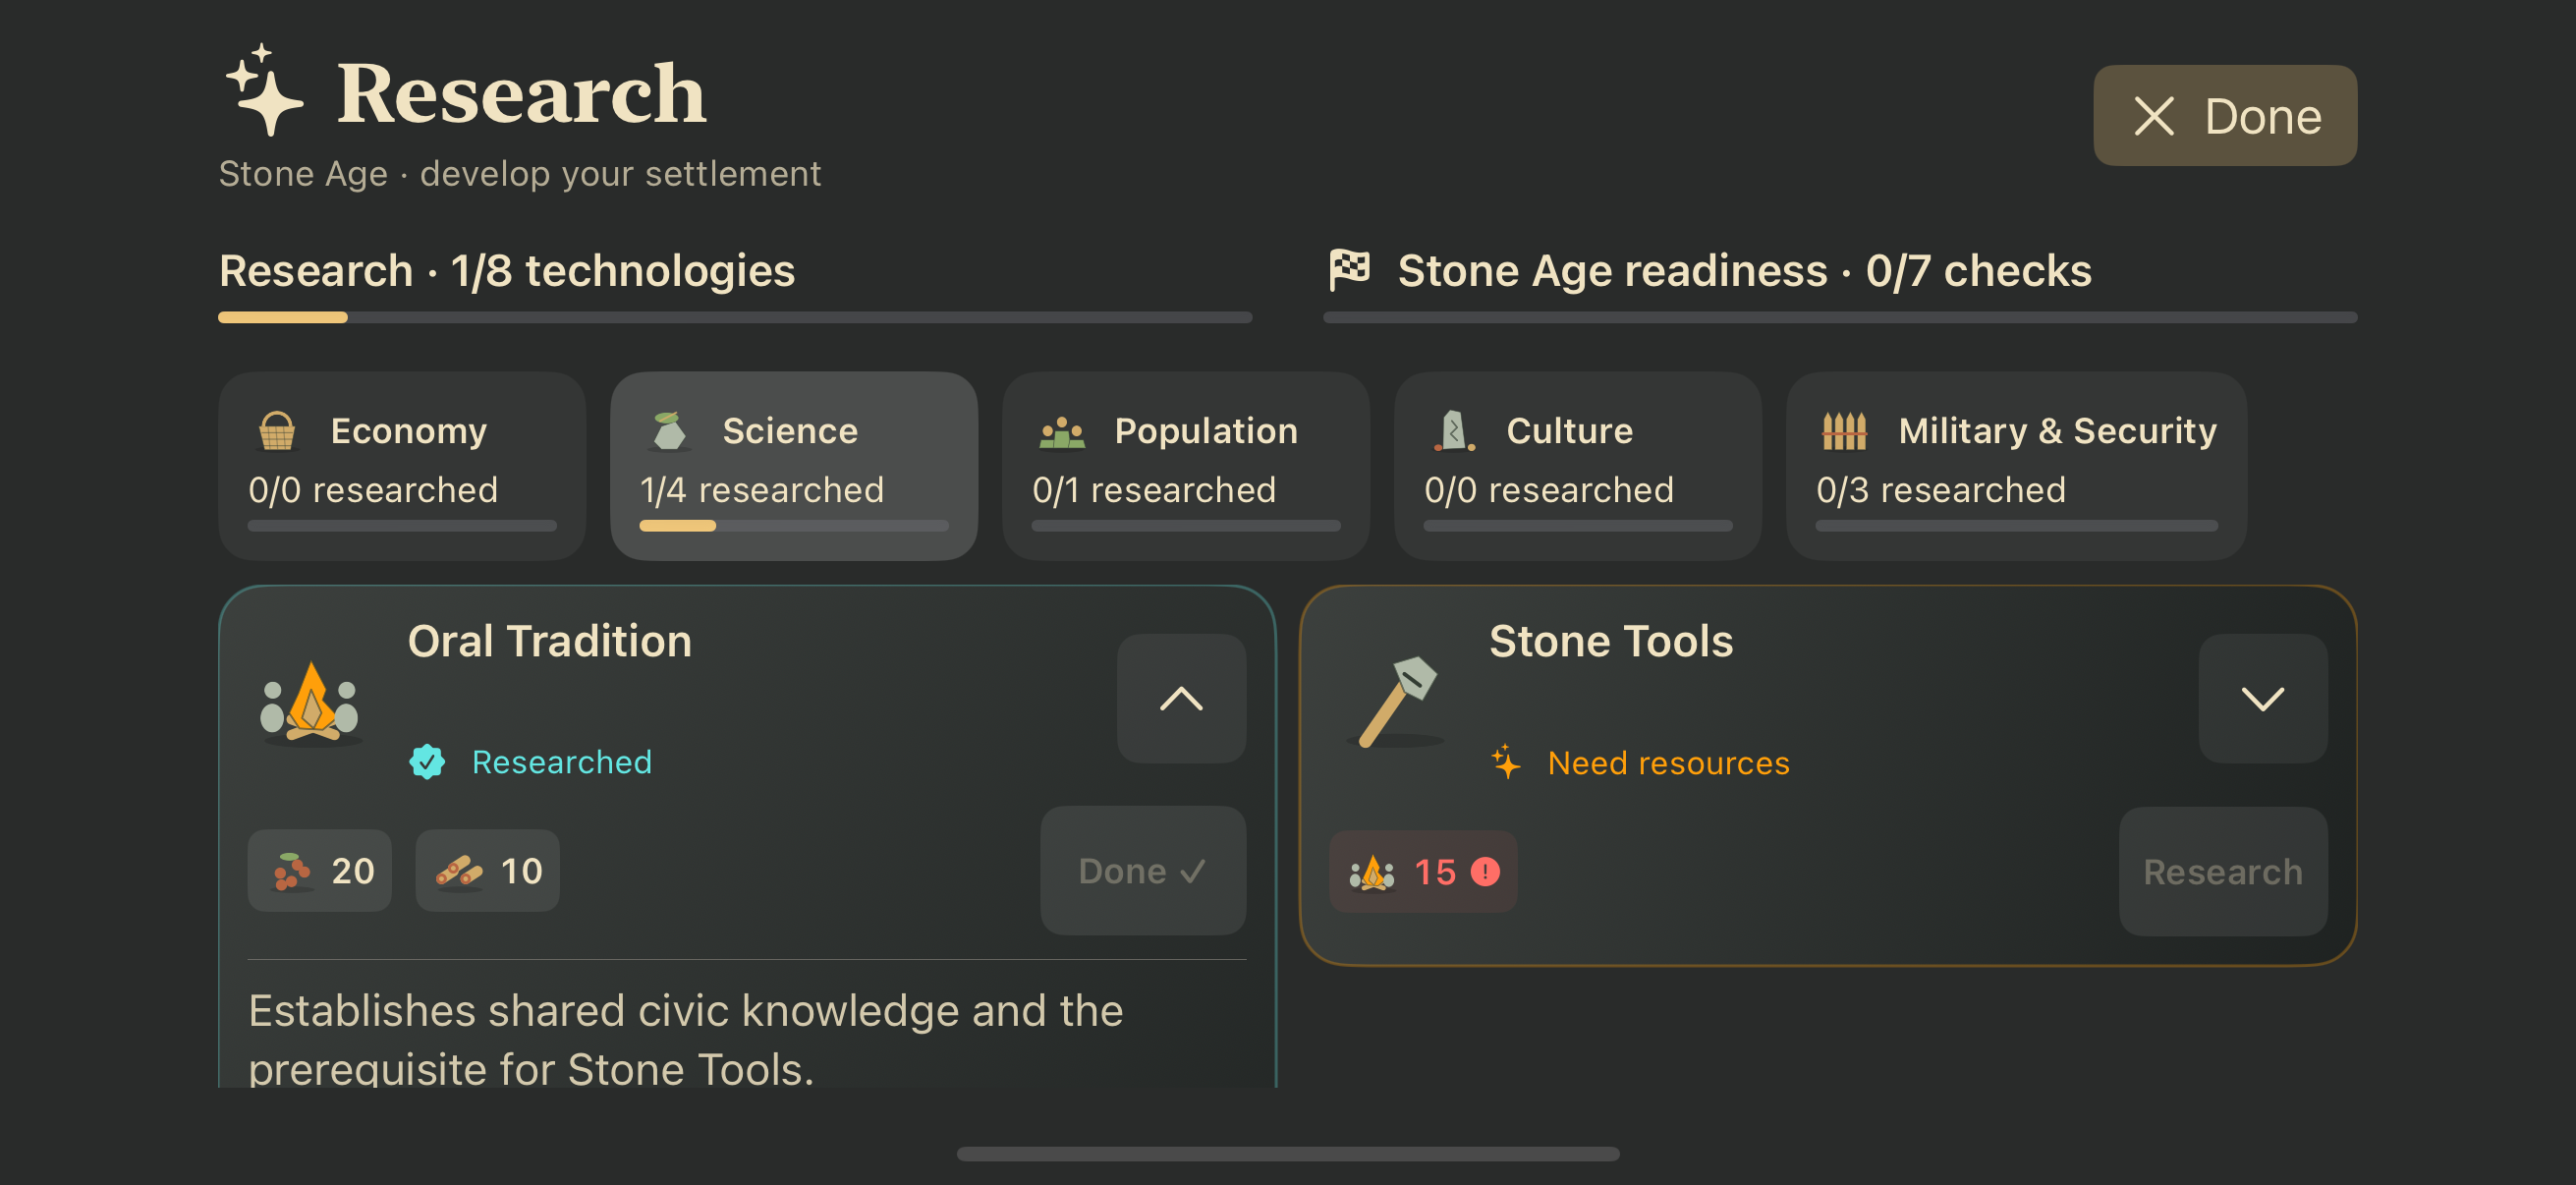 Research
Done
Stone Age · develop your settlement
Research · 1/8 technologies
Stone Age readiness · 0/7 checks
Economy
0/0 researched
Science
1/4 researched
Population
0/1 researched
Culture
0/0 researched
Military & Security
0/3 researched
Oral Tradition
Researched
20
10
Done ✓
Establishes shared civic knowledge and the
prerequisite for Stone Tools.
Stone Tools
Need resources
15
Research